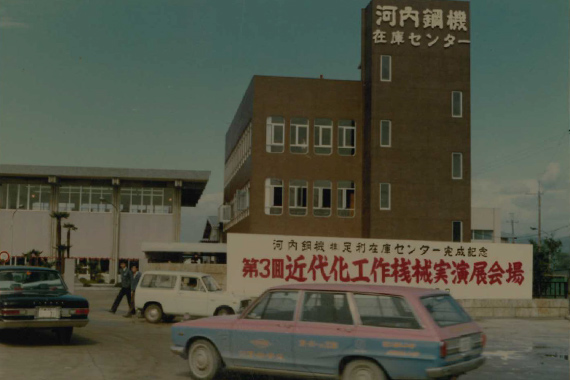 河内鋼機
在庫センター
河内鋼機㈱足利在庫センター完成記念
第3回近代化工作桟械実演展会場